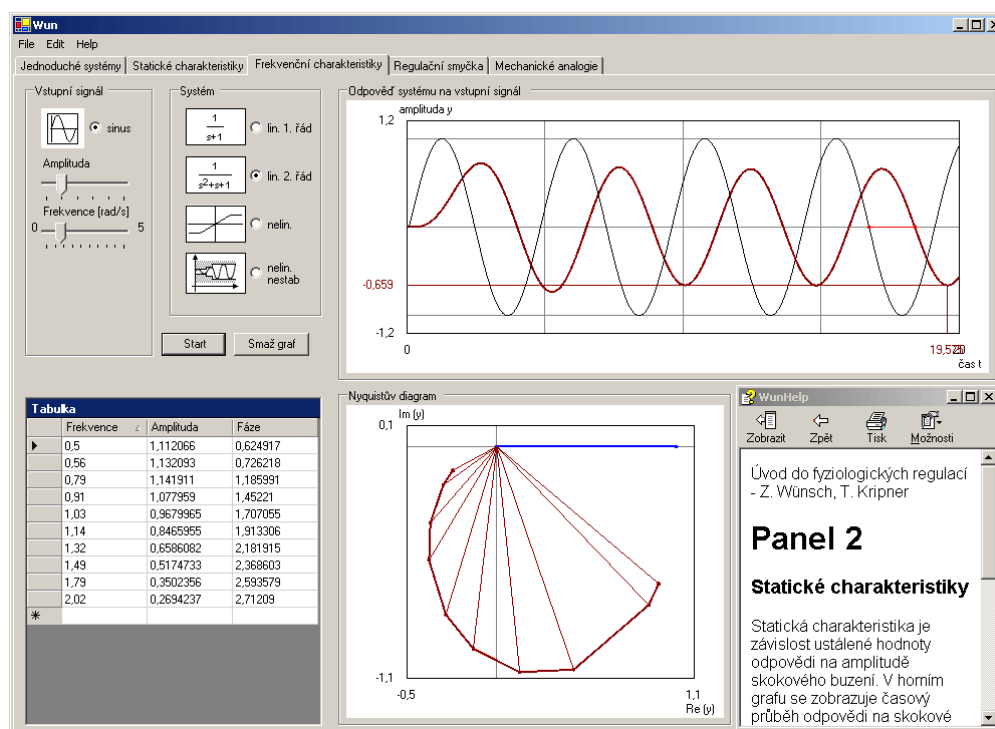 Wun
File Edit Help
Jednoduché systémy Statické charakteristiky Frekvenční charakteristiky Regulační smyčka Mechanické analogie
Vstupní signál
sinus
Amplituda
Frekvence [rad/s]
0 5
Systém
1
s+1
lin. 1. řád
1
s2+s+1
lin. 2. řád
nelin.
nelin.
nestab
Start Smaž graf
Odpověď systému na vstupní signál
amplituda y
1,2
-0,659
-1,2
0
čas t
Tabulka
Frekvence Amplituda Fáze
0,5 1,112066 0,624917
0,56 1,132093 0,726218
0,79 1,141911 1,185991
0,91 1,077959 1,45221
1,03 0,9679965 1,707055
1,14 0,8465955 1,913306
1,32 0,6586082 2,181915
1,49 0,5174733 2,368603
1,79 0,3502356 2,593579
2,02 0,2694237 2,71209
Nyquistův diagram
Im (y)
0,1
-1,1
-0,5 1,1
Re (y)
WunHelp
Zobrazit Zpět Tisk Možnosti
Úvod do fyziologických regulací
- Z. Wünsch, T. Kripner
Panel 2
Statické charakteristiky
Statická charakteristika je
závislost ustálené hodnoty
odpovědi na amplitudě
skokového buzení. V horním
grafu se zobrazuje časový
průběh odpovědi na skokové